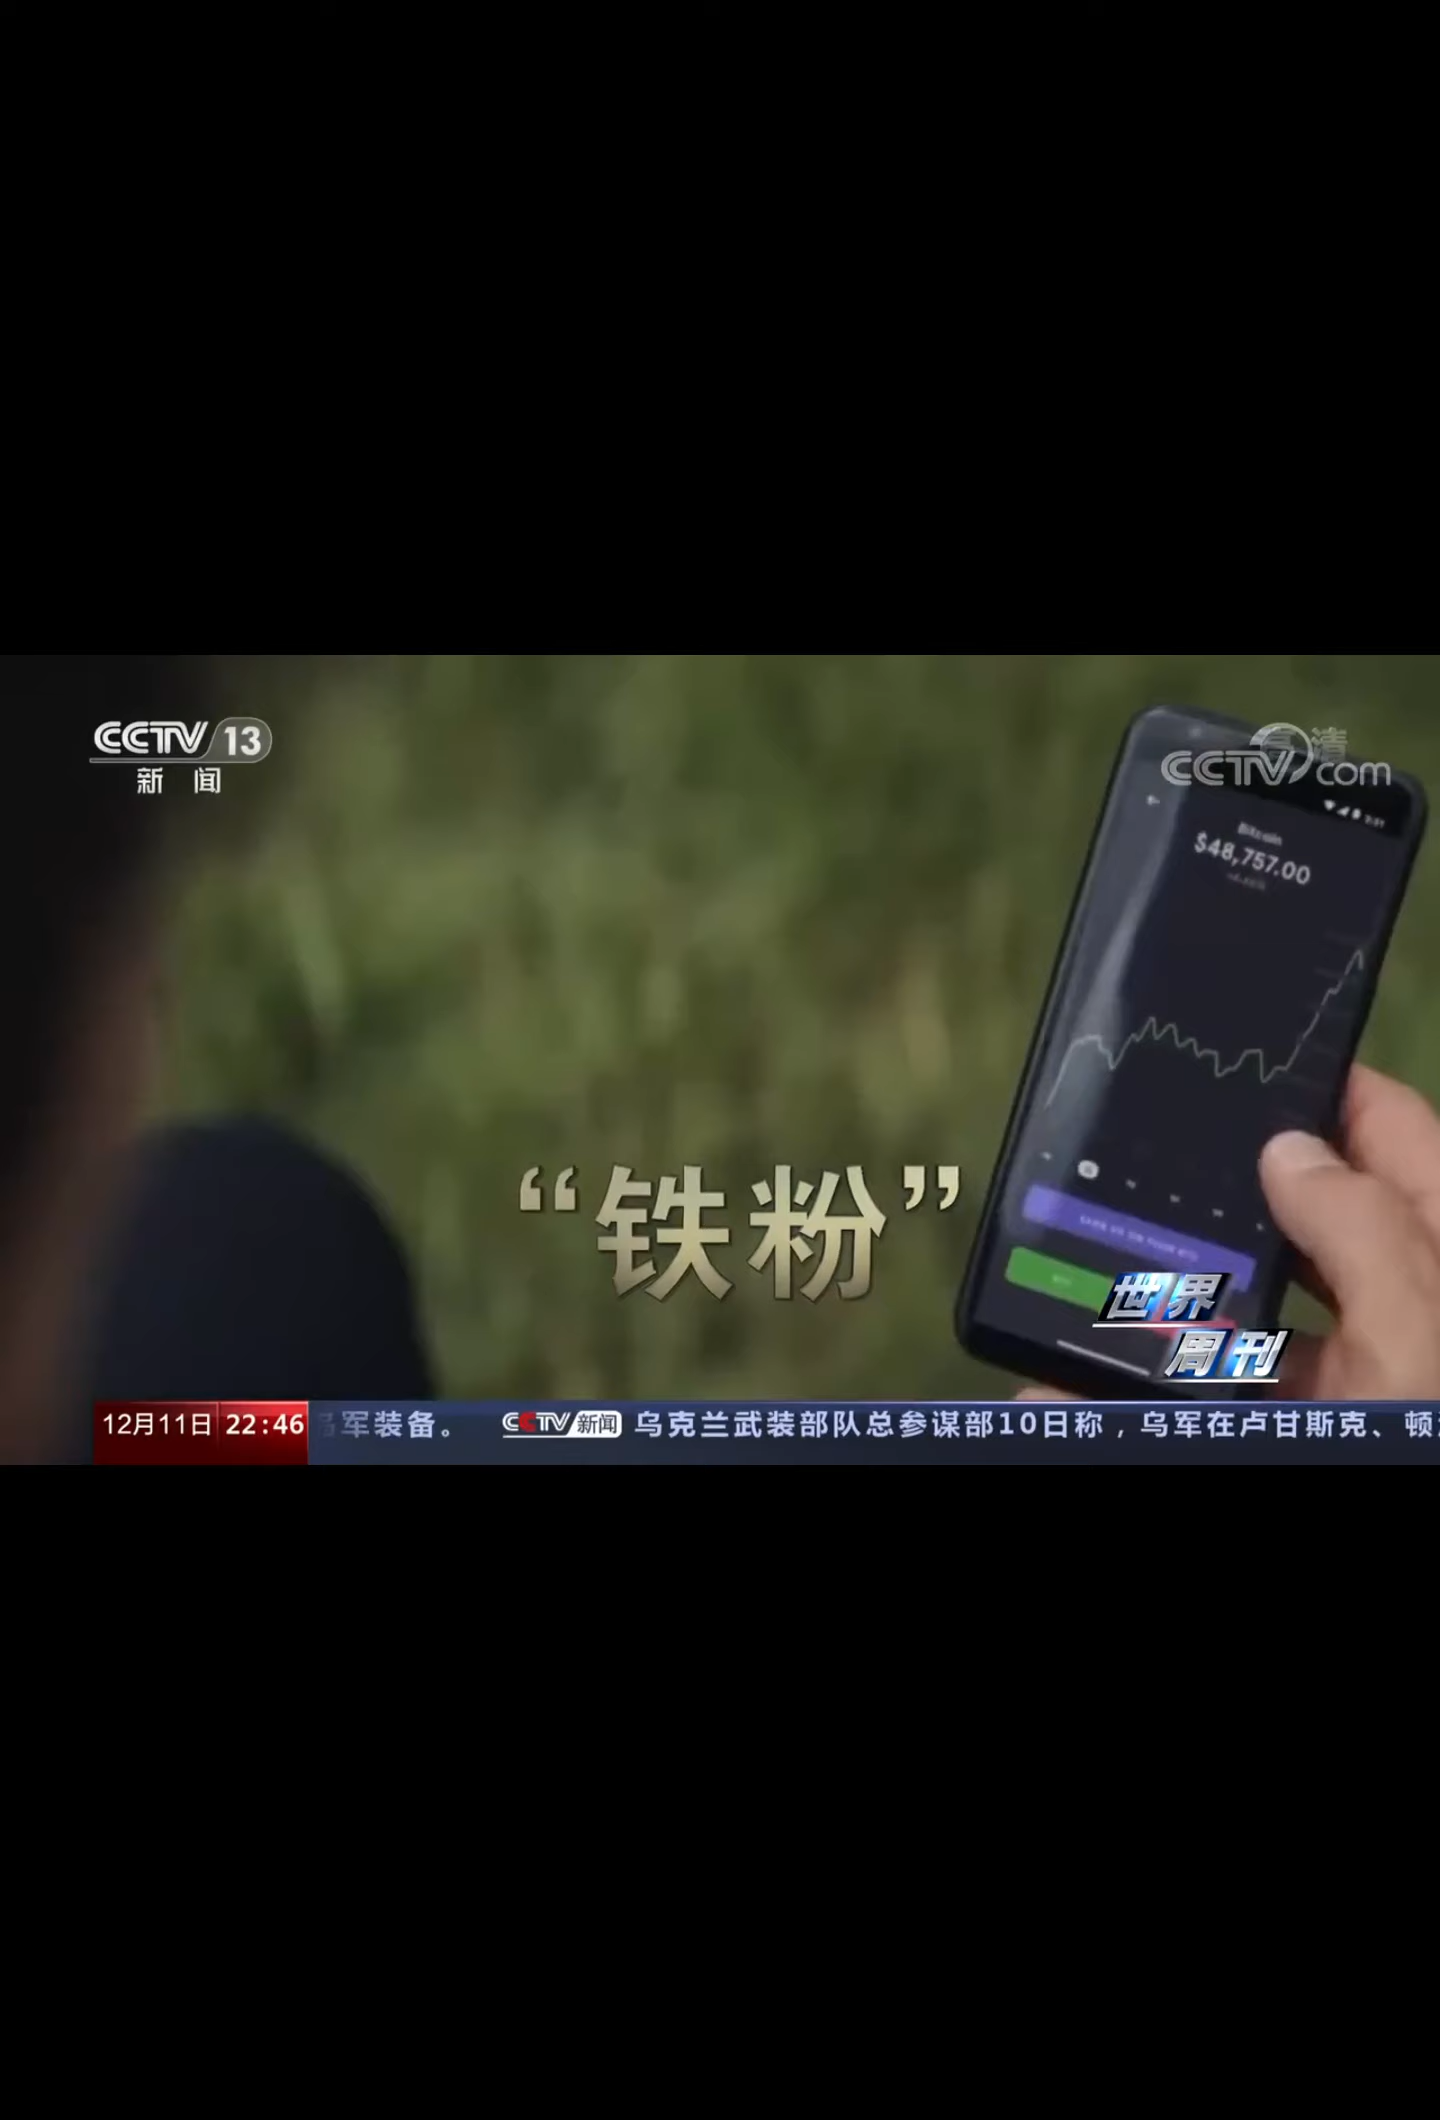 CCTV 13
新闻
高清
CCTV.com
Bitcoin
$48,757.00
“铁粉”
世界
周刊
12月11日 22:46 军装备。 CCTV新闻 乌克兰武装部队总参谋部10日称，乌军在卢甘斯克、顿